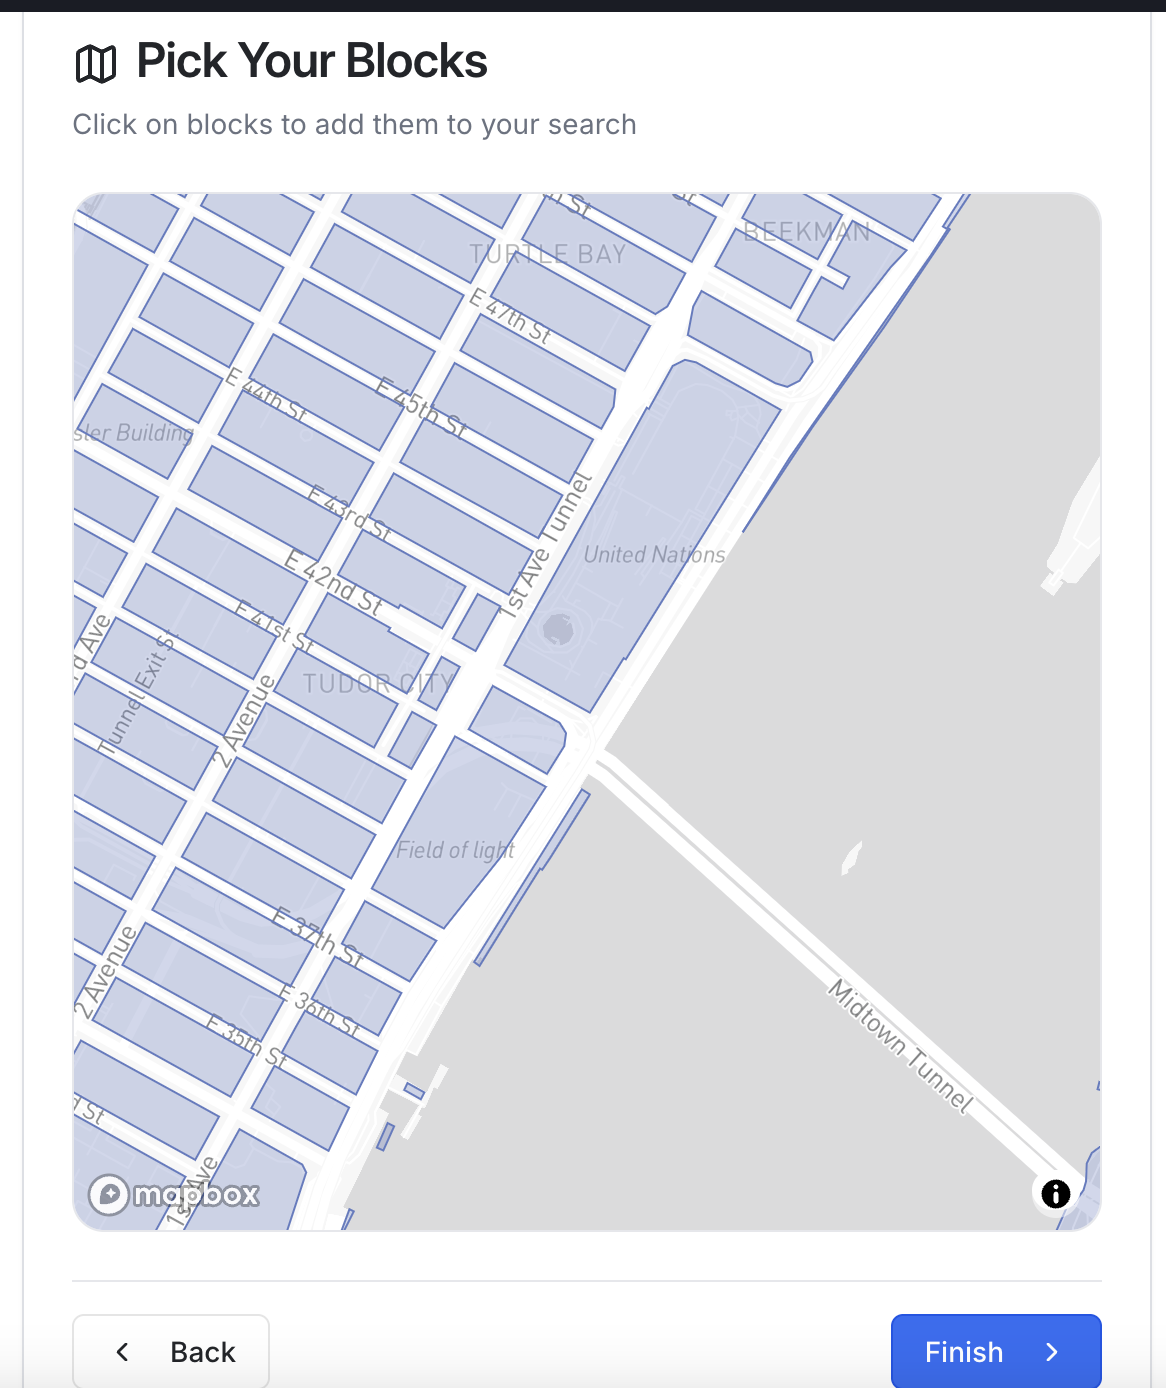 Pick Your Blocks
Click on blocks to add them to your search
St
St
BEEKMAN
TURTLE BAY
E 47th St
E 44th St
E 45th St
sler Building
E 43rd St
1st Ave Tunnel
United Nations
E 42nd St
E 41st St
d Ave
Tunnel Exit St
TUDOR CITY
2 Avenue
Field of light
E 37th St
2 Avenue
E 36th St
E 35th St
Midtown Tunnel
d St
1st Ave
mapbox
Back
Finish